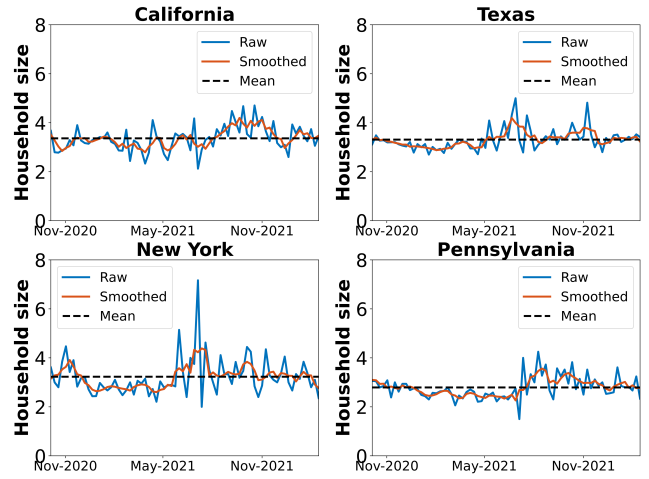 California
Household size
8
6
4
2
0
Raw
Smoothed
Mean
Nov-2020 May-2021 Nov-2021
Texas
Household size
8
6
4
2
0
Raw
Smoothed
Mean
Nov-2020 May-2021 Nov-2021
New York
Household size
8
6
4
2
0
Raw
Smoothed
Mean
Nov-2020 May-2021 Nov-2021
Pennsylvania
Household size
8
6
4
2
0
Raw
Smoothed
Mean
Nov-2020 May-2021 Nov-2021